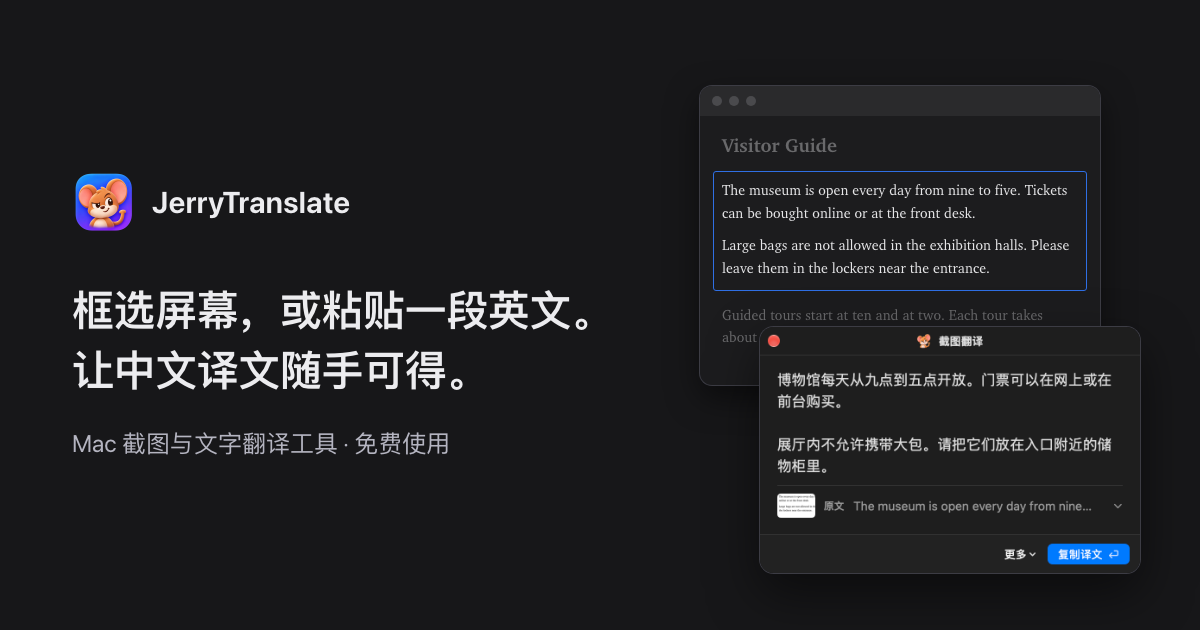 JerryTranslate
框选屏幕，或粘贴一段英文。
让中文译文随手可得。
Mac 截图与文字翻译工具 · 免费使用
Visitor Guide
The museum is open every day from nine to five. Tickets
can be bought online or at the front desk.
Large bags are not allowed in the exhibition halls. Please
leave them in the lockers near the entrance.
Guided tours start at ten and at two. Each tour takes
about
截图翻译
博物馆每天从九点到五点开放。门票可以在网上或在
前台购买。
展厅内不允许携带大包。请把它们放在入口附近的储
物柜里。
原文 The museum is open every day from nine...
更多
复制译文